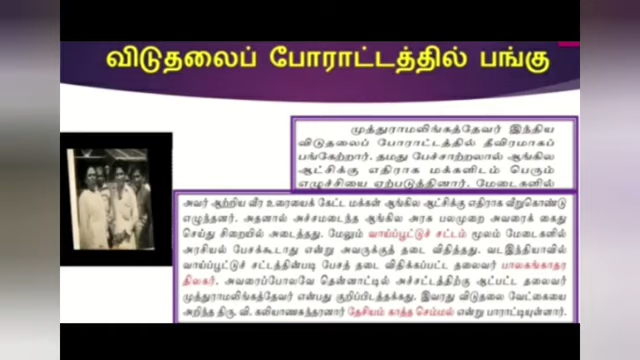 விடுதலைப் போராட்டத்தில் பங்கு
முத்துராமலிங்கத்தேவர் இந்திய
விடுதலைப் போராட்டத்தில் தீவிரமாகப்
பங்கேற்றார். தமது பேச்சாற்றலால் ஆங்கில
ஆட்சிக்கு எதிராக மக்களிடம் பெரும்
எழுச்சியை ஏற்படுத்தினார். மேடைகளில்
அவர் ஆற்றிய வீர உரையைக் கேட்ட மக்கள் ஆங்கில ஆட்சிக்கு எதிராக வீறுகொண்டு
எழுந்தனர். அதனால் அச்சமடைந்த ஆங்கில அரசு பலமுறை அவரைக் கைது
செய்து சிறையில் அடைத்தது. மேலும் வாய்ப்பூட்டுச் சட்டம் மூலம் மேடைகளில்
அரசியல் பேசக்கூடாது என்று அவருக்குத் தடை விதித்தது. வடஇந்தியாவில்
வாய்ப்பூட்டுச் சட்டத்தின்படி பேசத் தடை விதிக்கப்பட்ட தலைவர் பாலகங்காதர
திலகர். அவரைப்போலவே தென்னாட்டில் அச்சட்டத்திற்கு ஆட்பட்ட தலைவர்
முத்துராமலிங்கத்தேவர் என்பது குறிப்பிடத்தக்கது. இவரது விடுதலை வேட்கையை
அறிந்த திரு. வி. கலியாணசுந்தரனார் தேசியம் காத்த செம்மல் என்று பாராட்டியுள்ளார்.